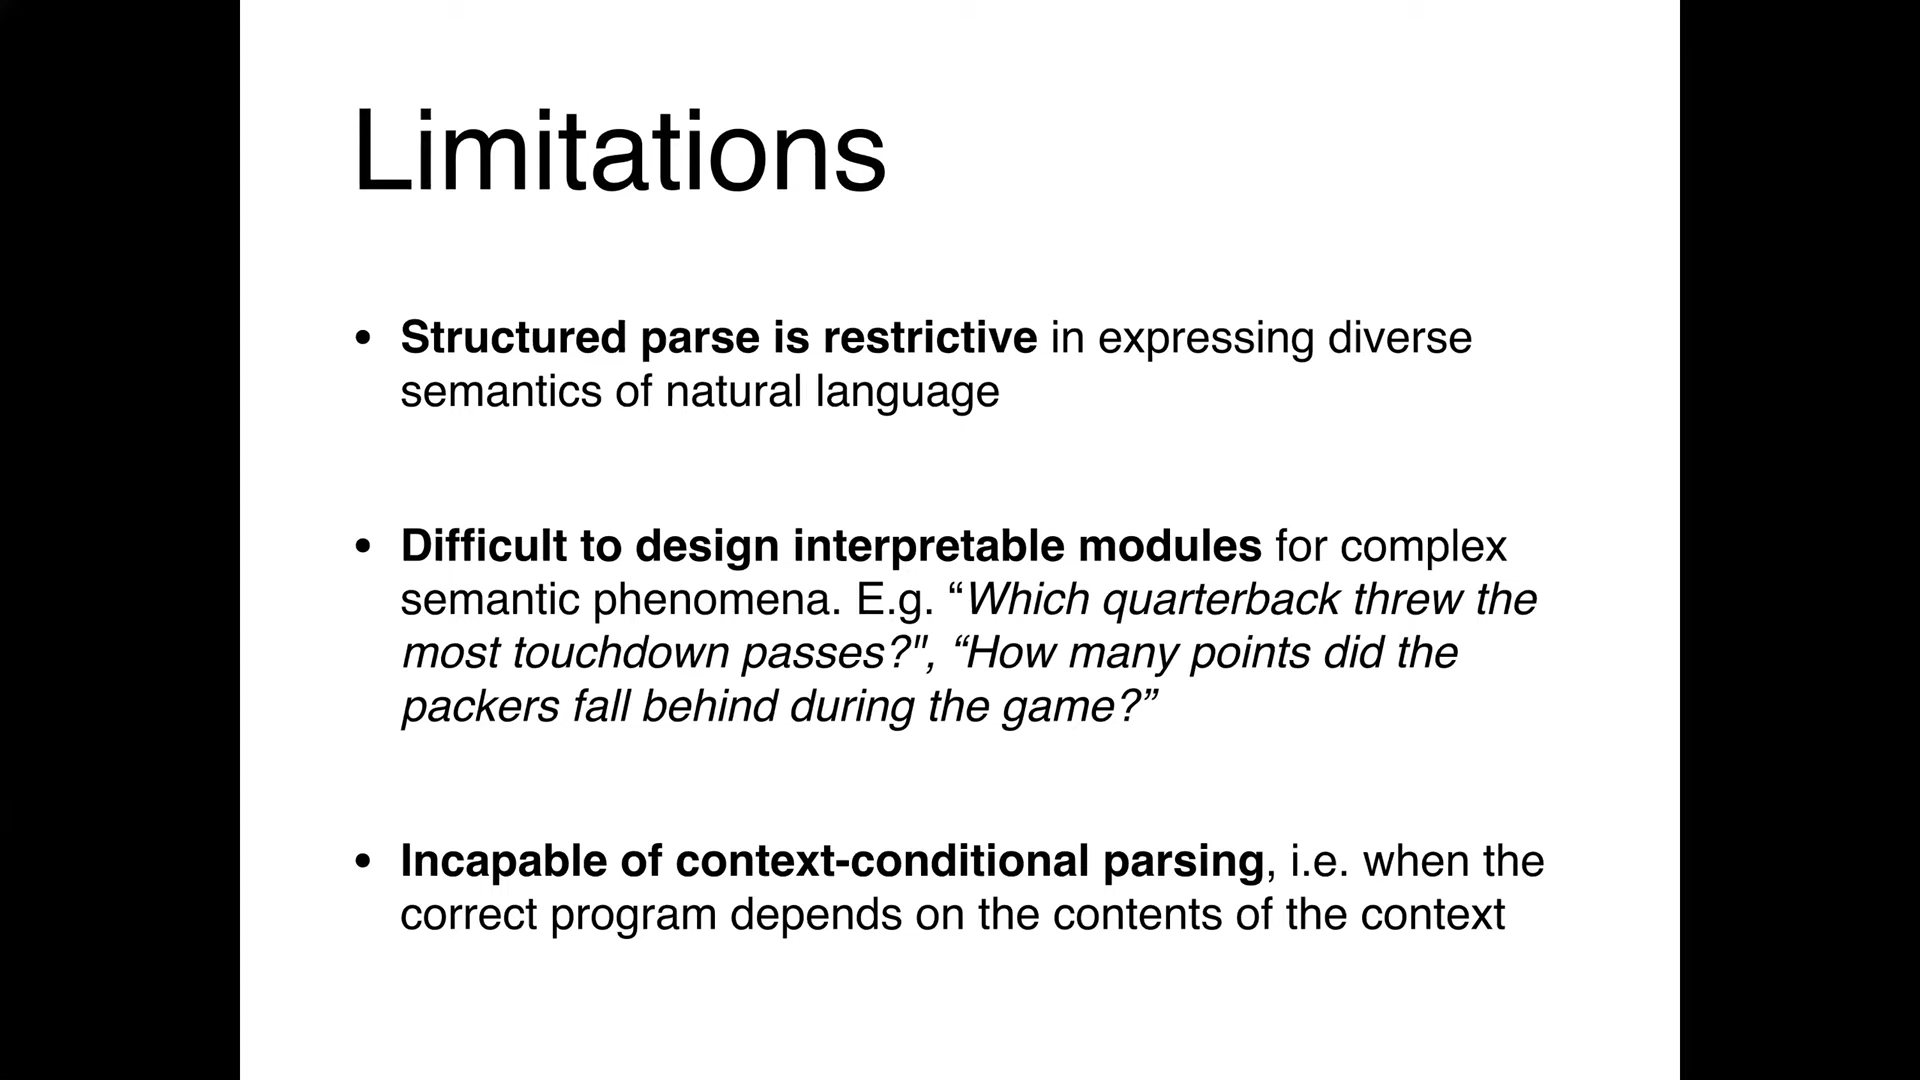 Limitations
• Structured parse is restrictive in expressing diverse
semantics of natural language
• Difficult to design interpretable modules for complex
semantic phenomena. E.g. “Which quarterback threw the
most touchdown passes?", “How many points did the
packers fall behind during the game?”
• Incapable of context-conditional parsing, i.e. when the
correct program depends on the contents of the context